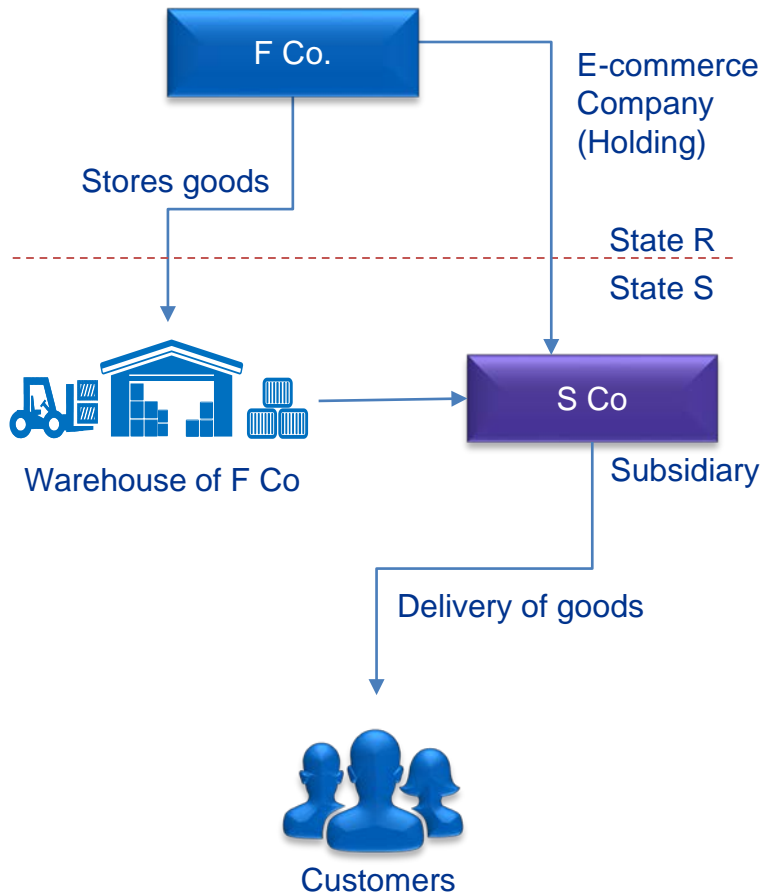 F Co.
E-commerce
Company
(Holding)
Stores goods
State R
State S
S Co
Warehouse of F Co
Subsidiary
Delivery of goods
Customers